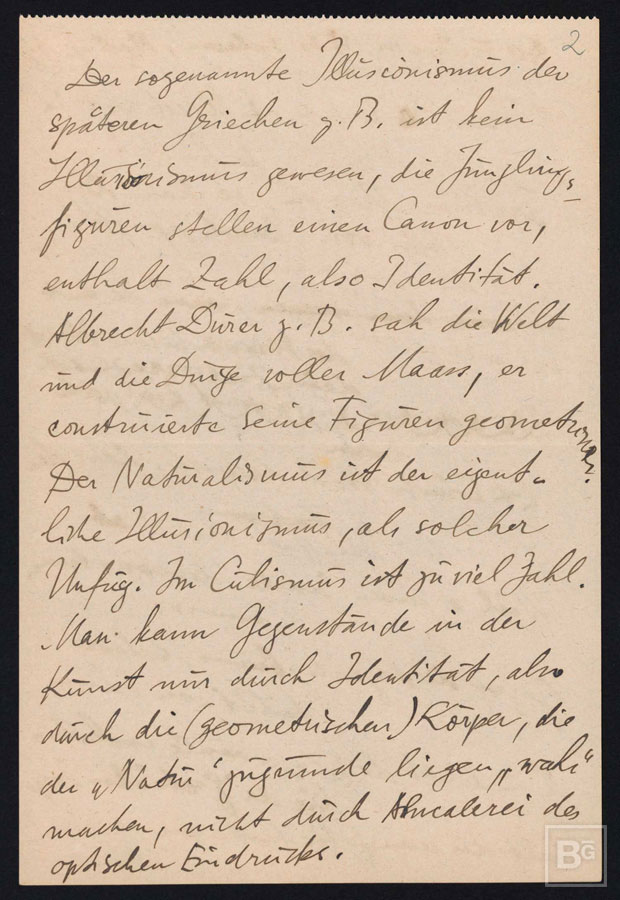 2
Der sogenannte Illusionismus der
späteren Griechen z. B. ist kein
Illusionismus gewesen, die Jünglings-
figuren stellen einen Canon vor,
enthalt Zahl, also Identität.
Albrecht Dürer z. B. sah die Welt
und die Dinge voller Maass, er
construierte seine Figuren geometrisch.
Der Naturalismus ist der eigent-
liche Illusionismus, als solcher
Unfug. Im Cubismus ist zu viel Zahl.
Man kann Gegenstände in der
Kunst nur durch Identität, also
durch die (geometrischen) Körper, die
der „Natur" zugrunde liegen „wahr"
machen, nicht durch Abmalerei des
optischen Eindrucks.
BG